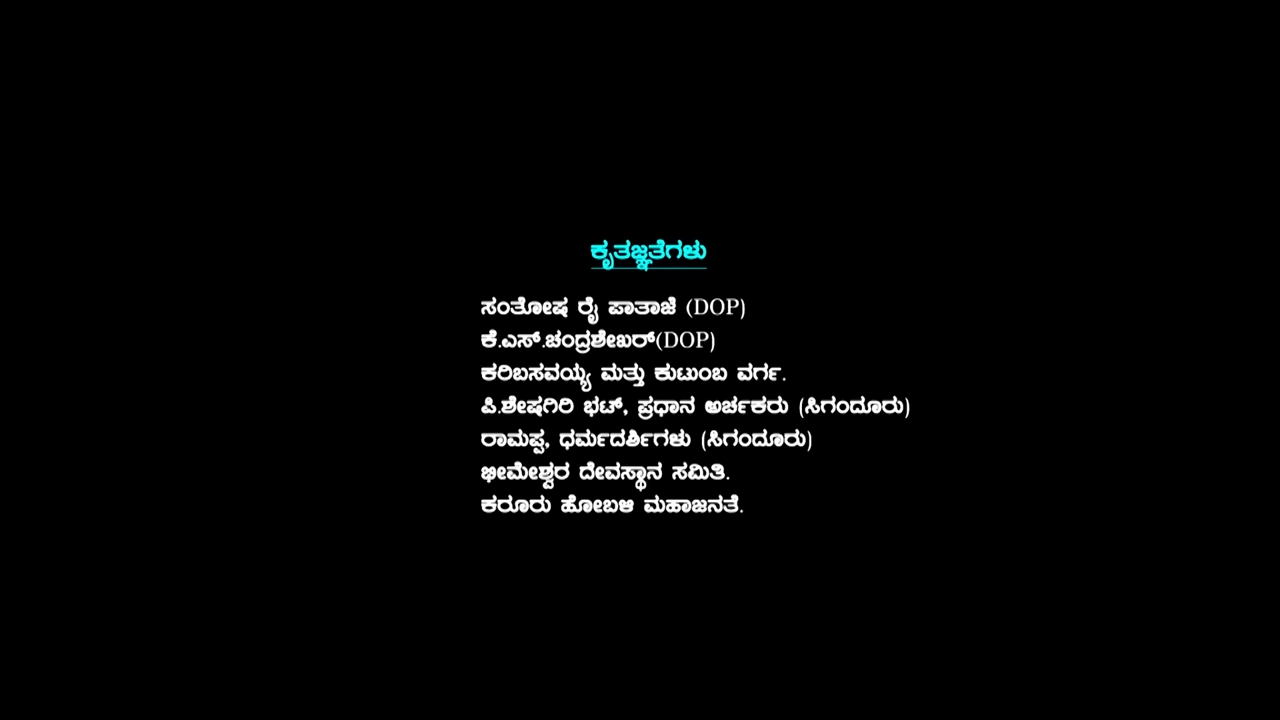 ಕೃತಜ್ಞತೆಗಳು
ಸಂತೋಷ ರೈ ಪಾತಾಜೆ (DOP)
ಕೆ.ಎಸ್.ಚಂದ್ರಶೇಖರ್(DOP)
ಕರಿಬಸವಯ್ಯ ಮತ್ತು ಕುಟುಂಬ ವರ್ಗ.
ಪಿ.ಶೇಷಗಿರಿ ಭಟ್, ಪ್ರಧಾನ ಅರ್ಚಕರು (ಸಿಗಂದೂರು)
ರಾಮಪ್ಪ, ಧರ್ಮದರ್ಶಿಗಳು (ಸಿಗಂದೂರು)
ಭೀಮೇಶ್ವರ ದೇವಸ್ಥಾನ ಸಮಿತಿ.
ಕರೂರು ಹೋಬಳಿ ಮಹಾಜನತೆ.